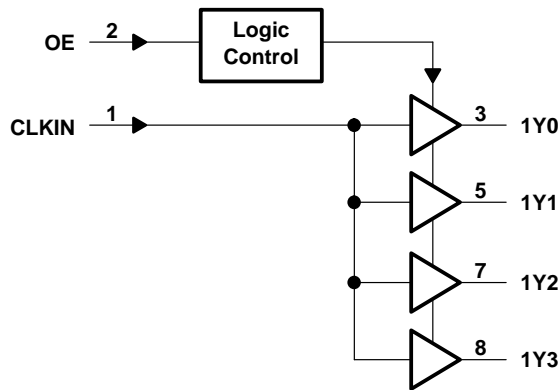 OE 2 Logic
Control
CLKIN 1 3 1Y0
5 1Y1
7 1Y2
8 1Y3